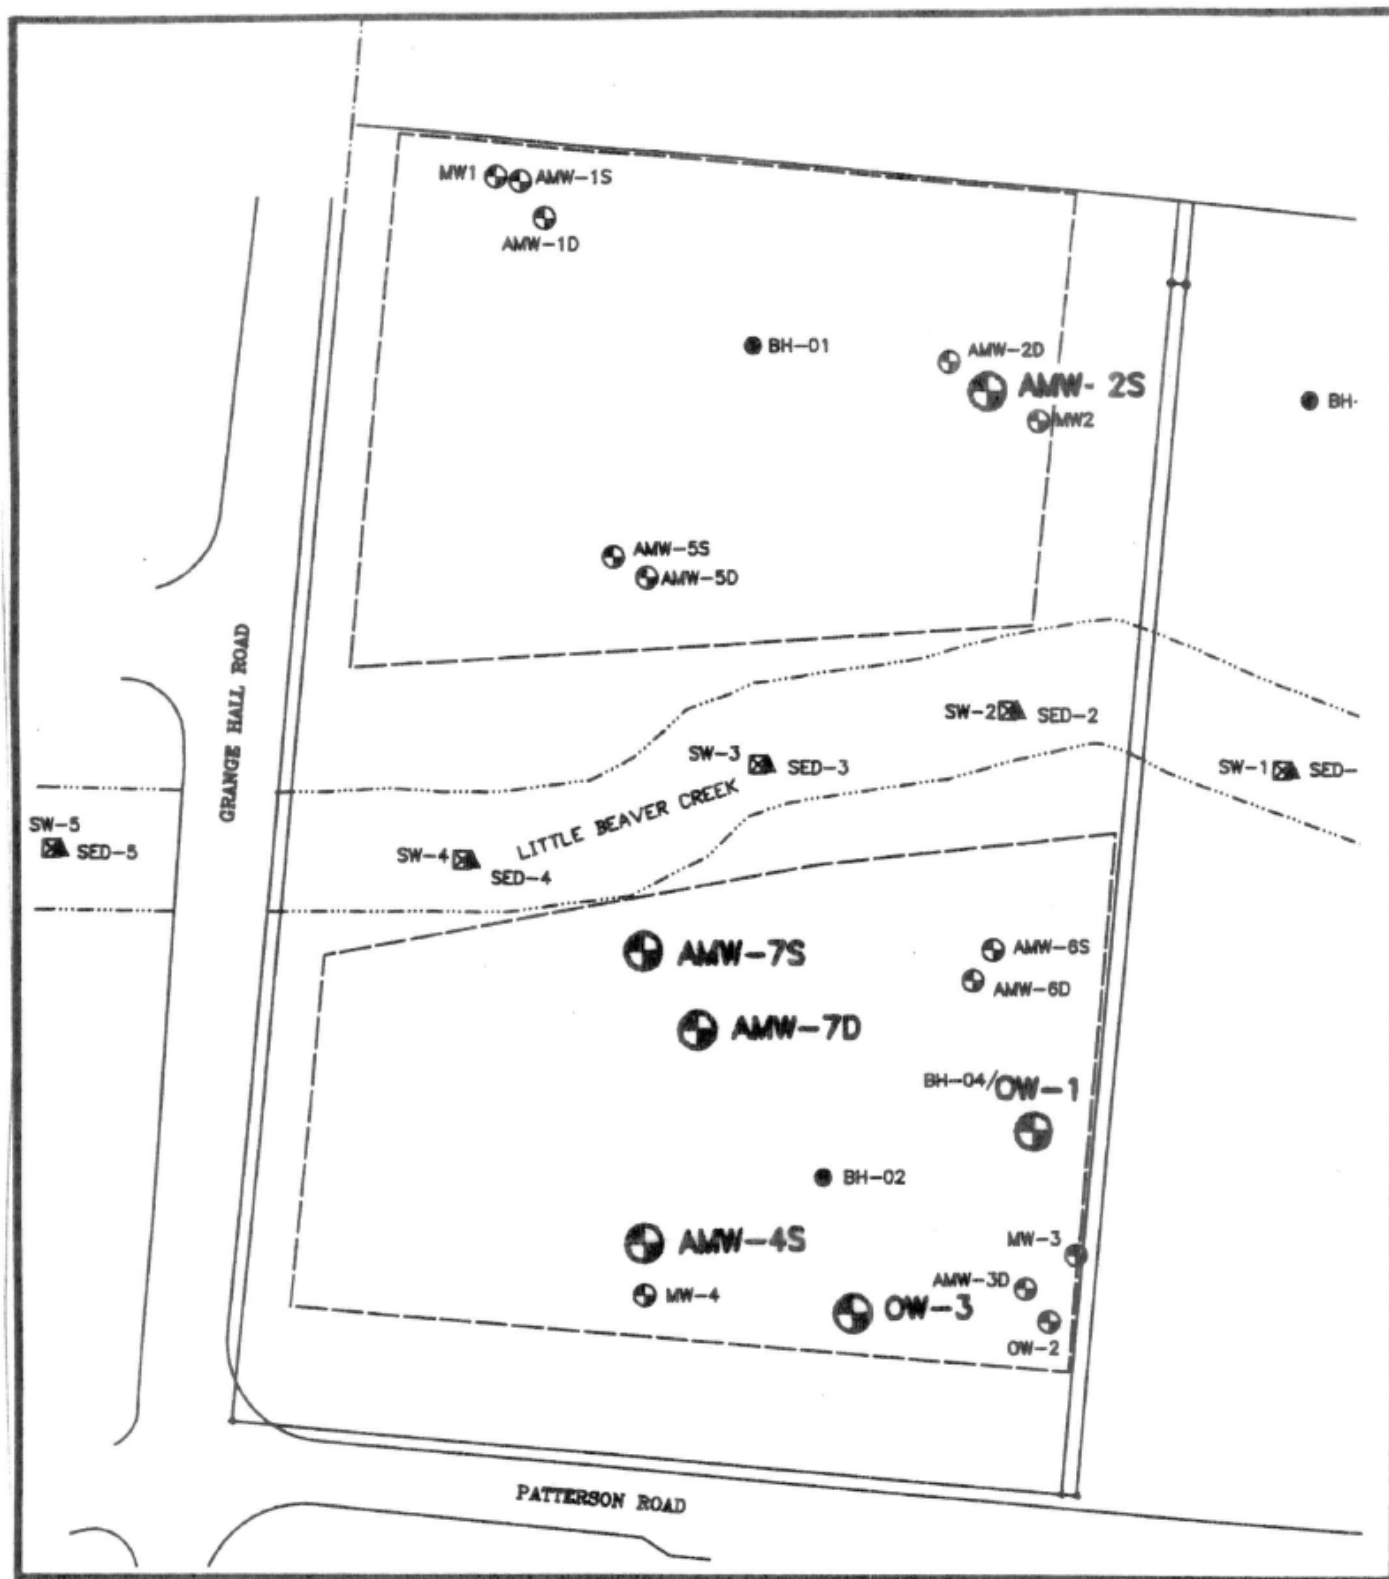 MW1
AMW-1S
AMW-1D
BH-01
AMW-2D
AMW- 2S
MW2
BH-
AMW-5S
AMW-5D
GRANGE HALL ROAD
SW-2
SED-2
SW-3
SED-3
SW-1
SED-
LITTLE BEAVER CREEK
SW-5
SED-5
SW-4
SED-4
AMW-7S
AMW-6S
AMW-6D
AMW-7D
BH-04/OW-1
BH-02
AMW-4S
MW-3
AMW-3D
MW-4
OW-3
OW-2
PATTERSON ROAD